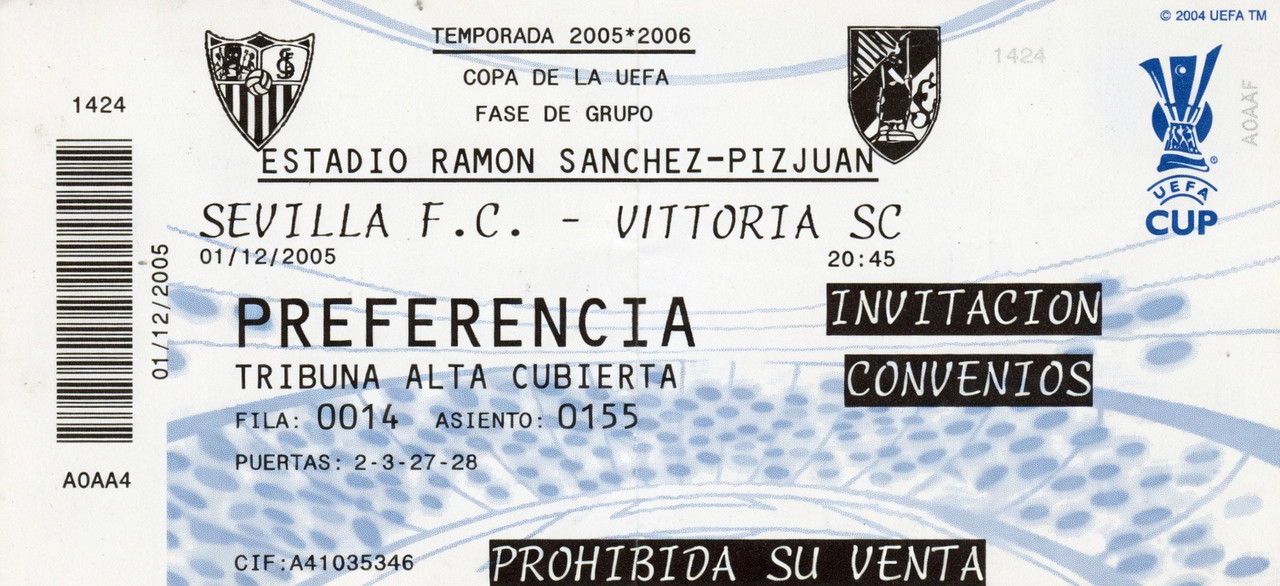 © 2004 UEFA TM
TEMPORADA 2005*2006
COPA DE LA UEFA
FASE DE GRUPO
1424
1424
A0AAF
ESTADIO RAMON SANCHEZ-PIZJUAN
UEFA
CUP
SEVILLA F.C. - VITTORIA SC
01/12/2005
20:45
01/12/2005
PREFERENCIA
INVITACION
TRIBUNA ALTA CUBIERTA
CONVENIOS
FILA: 0014 ASIENTO: 0155
PUERTAS: 2-3-27-28
A0AA4
CIF:A41035346
PROHIBIDA SU VENTA